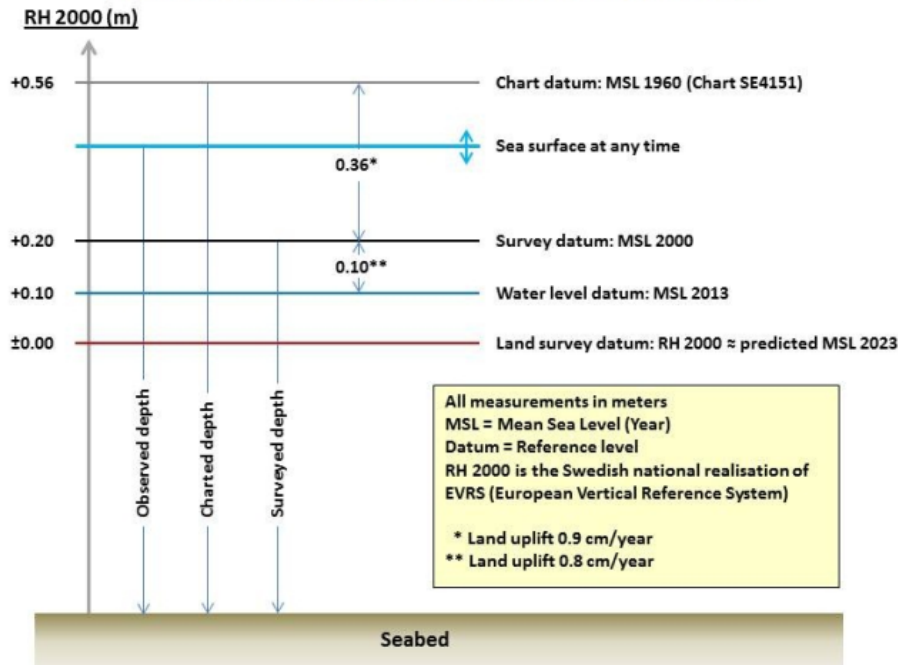 RH 2000 (m)
+0.56
Chart datum: MSL 1960 (Chart SE4151)
Sea surface at any time
0.36*
+0.20
Survey datum: MSL 2000
0.10**
+0.10
Water level datum: MSL 2013
±0.00
Land survey datum: RH 2000 ≈ predicted MSL 2023
Observed depth
Charted depth
Surveyed depth
All measurements in meters
MSL = Mean Sea Level (Year)
Datum = Reference level
RH 2000 is the Swedish national realisation of
EVRS (European Vertical Reference System)
* Land uplift 0.9 cm/year
** Land uplift 0.8 cm/year
Seabed